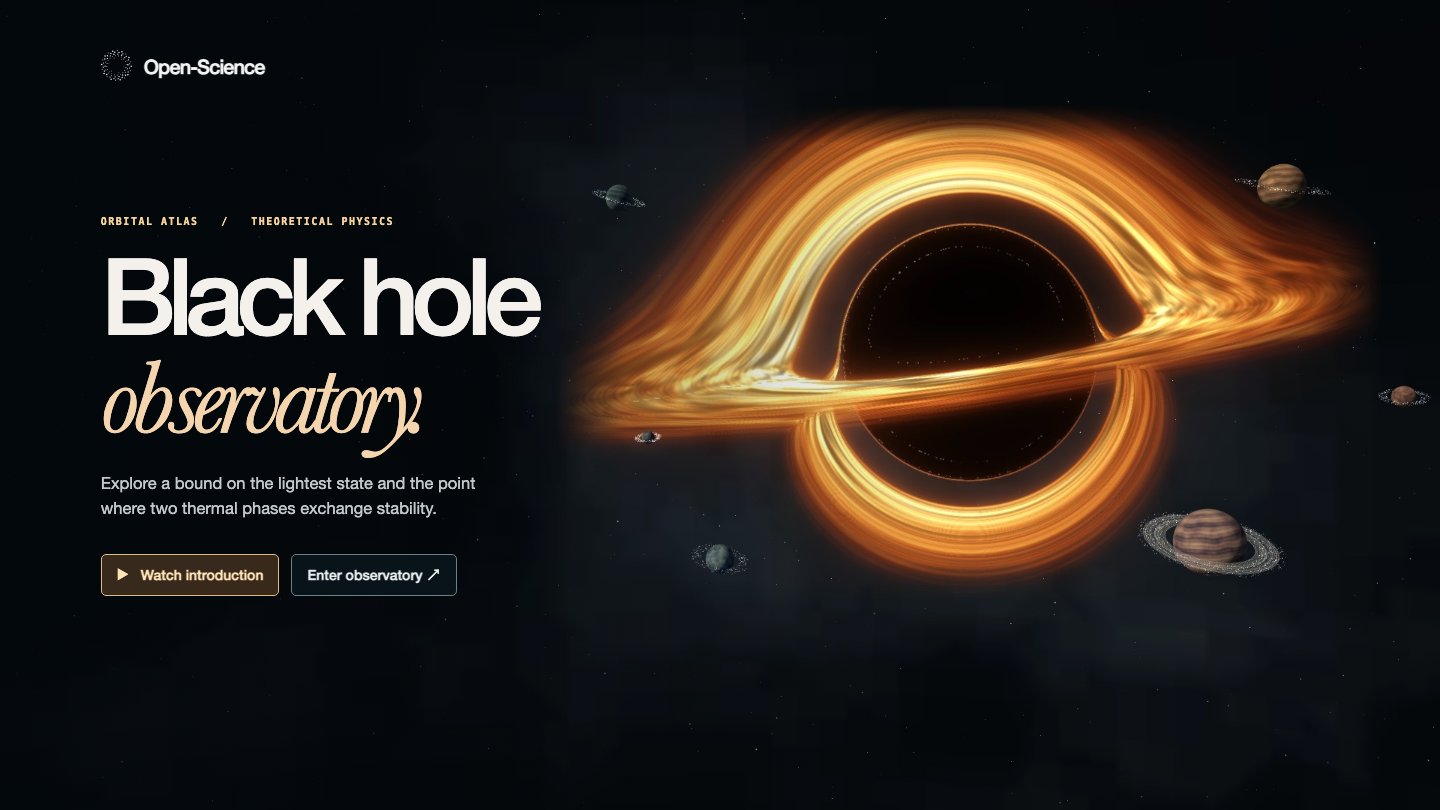 Open-Science
ORBITAL ATLAS / THEORETICAL PHYSICS
Black hole
observatory.
Explore a bound on the lightest state and the point
where two thermal phases exchange stability.
Watch introduction
Enter observatory ↗